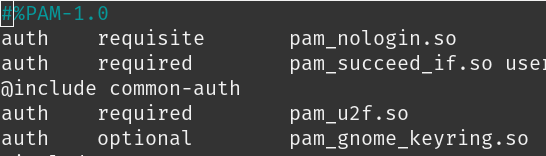 #%PAM-1.0
auth    requisite       pam_nologin.so
auth    required        pam_succeed_if.so user
@include common-auth
auth    required        pam_u2f.so
auth    optional        pam_gnome_keyring.so